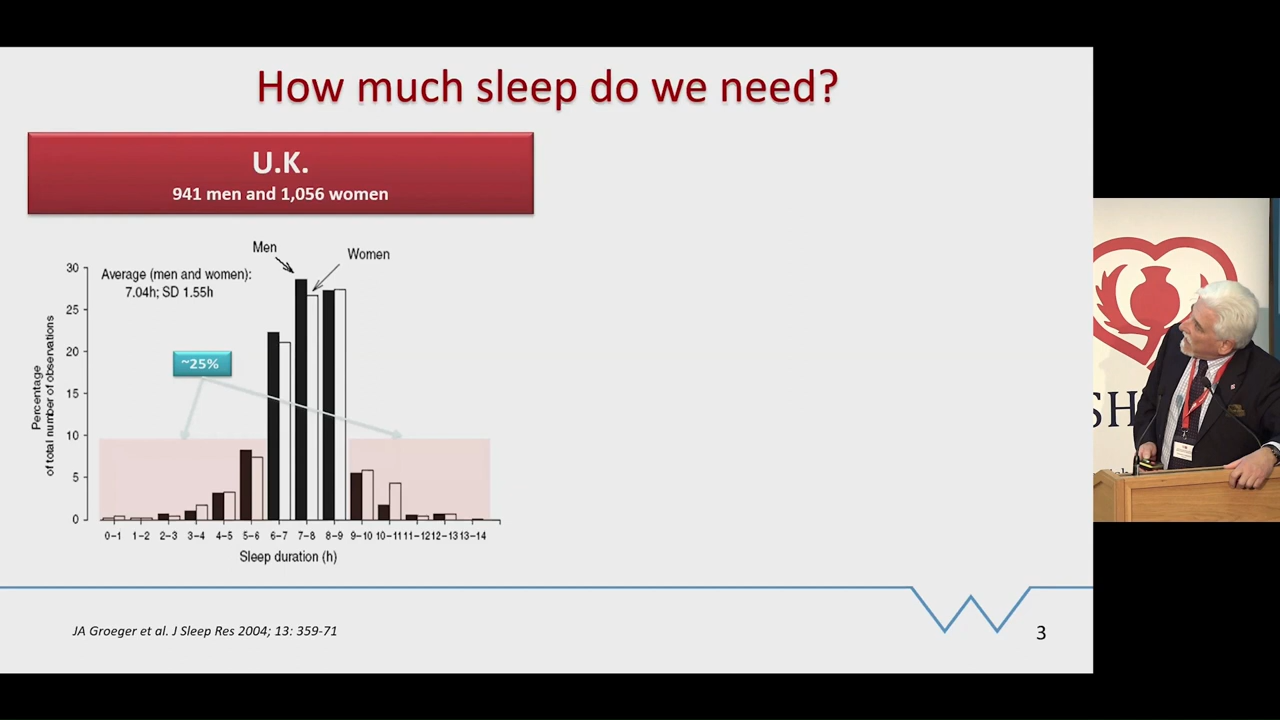 How much sleep do we need?
U.K.
941 men and 1,056 women
Men
Women
Average (men and women):
7.04h; SD 1.55h
~25%
Percentage
of total number of observations
30
25
20
15
10
5
0
0–1 1–2 2–3 3–4 4–5 5–6 6–7 7–8 8–9 9–10 10–11 11–12 12–13 13–14
Sleep duration (h)
JA Groeger et al. J Sleep Res 2004; 13: 359-71
3
SH